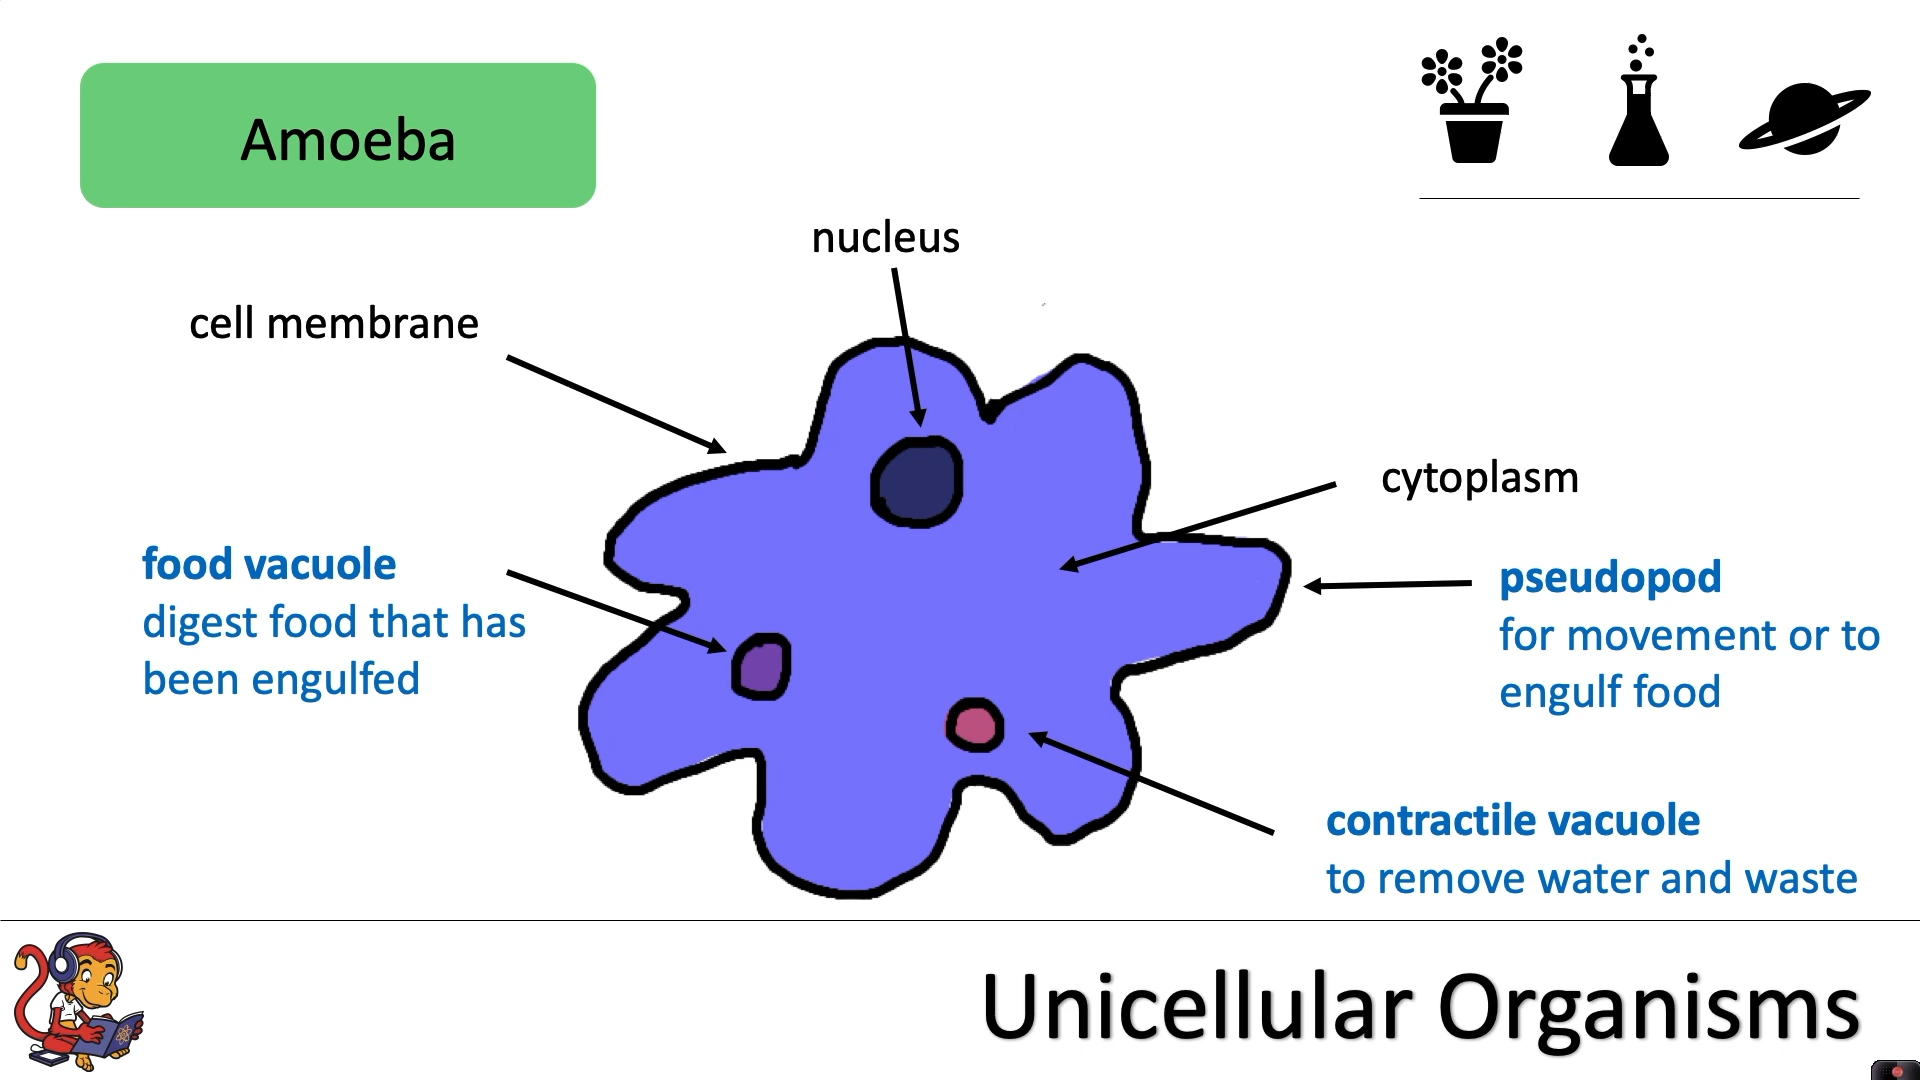 Amoeba
nucleus
cell membrane
cytoplasm
food vacuole
digest food that has
been engulfed
pseudopod
for movement or to
engulf food
contractile vacuole
to remove water and waste
Unicellular Organisms